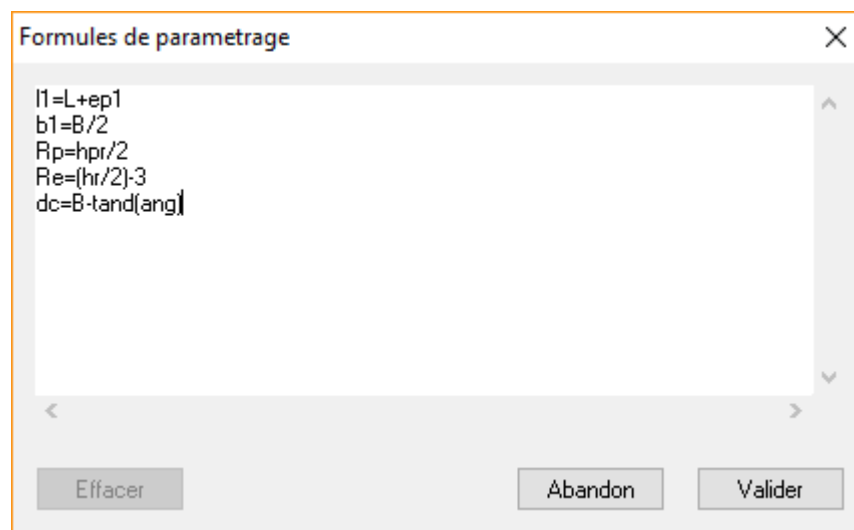 Formules de parametrage
l1=L+ep1
b1=B/2
Rp=hpr/2
Re=(hr/2)-3
dc=B-tand(ang)
Effacer
Abandon
Valider